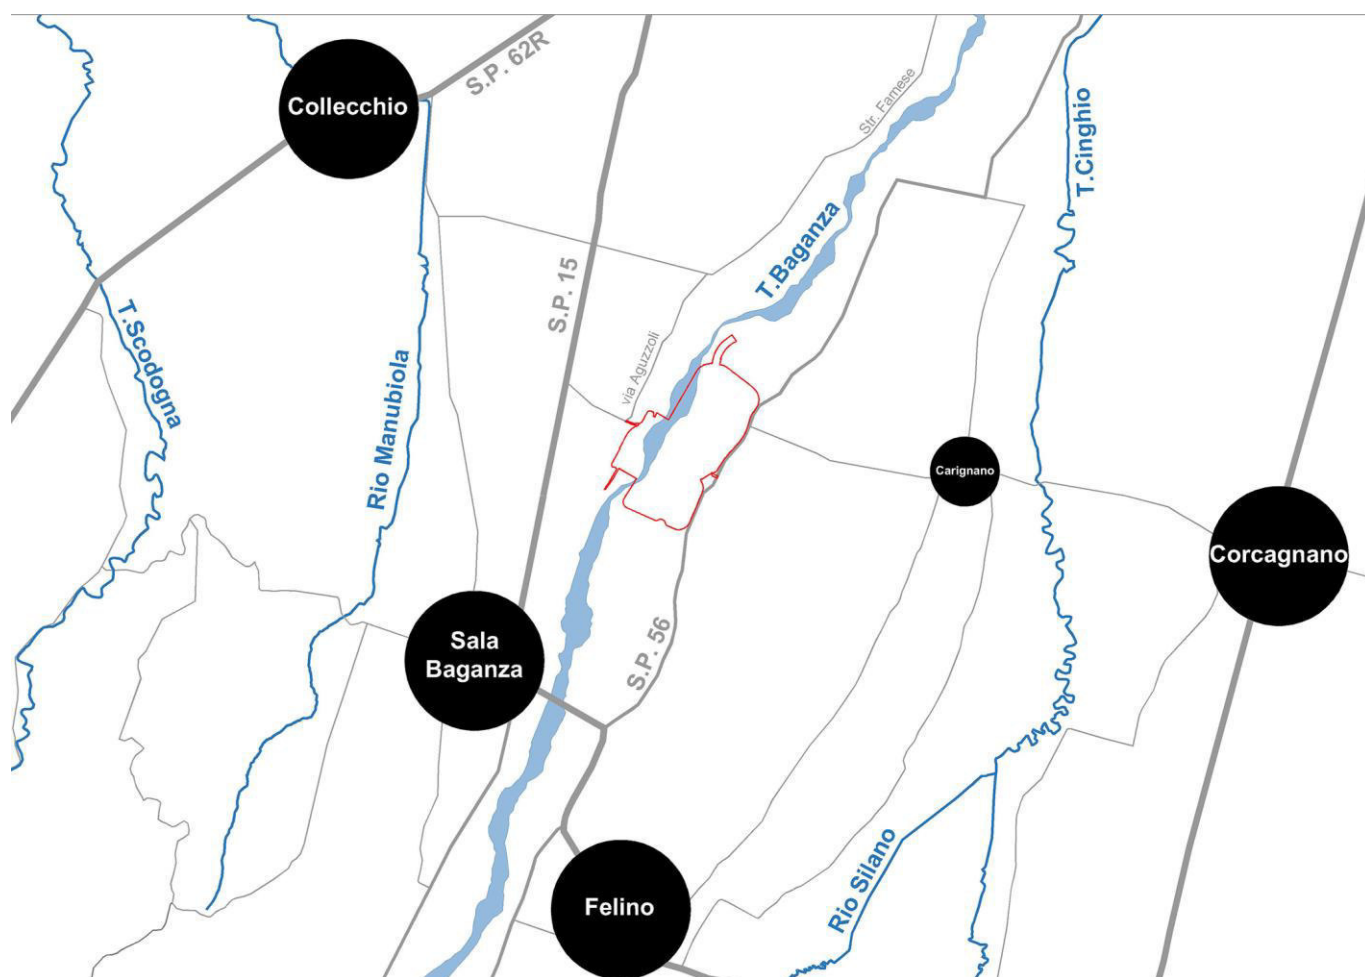 S.P. 62R
Collecchio
Str. Farnese
T.Cinghio
T.Baganza
S.P. 15
T.Scodogna
via Aguzzoli
Rio Manubiola
Carignano
Corcagnano
Sala
Baganza
S.P. 56
Rio Silano
Felino